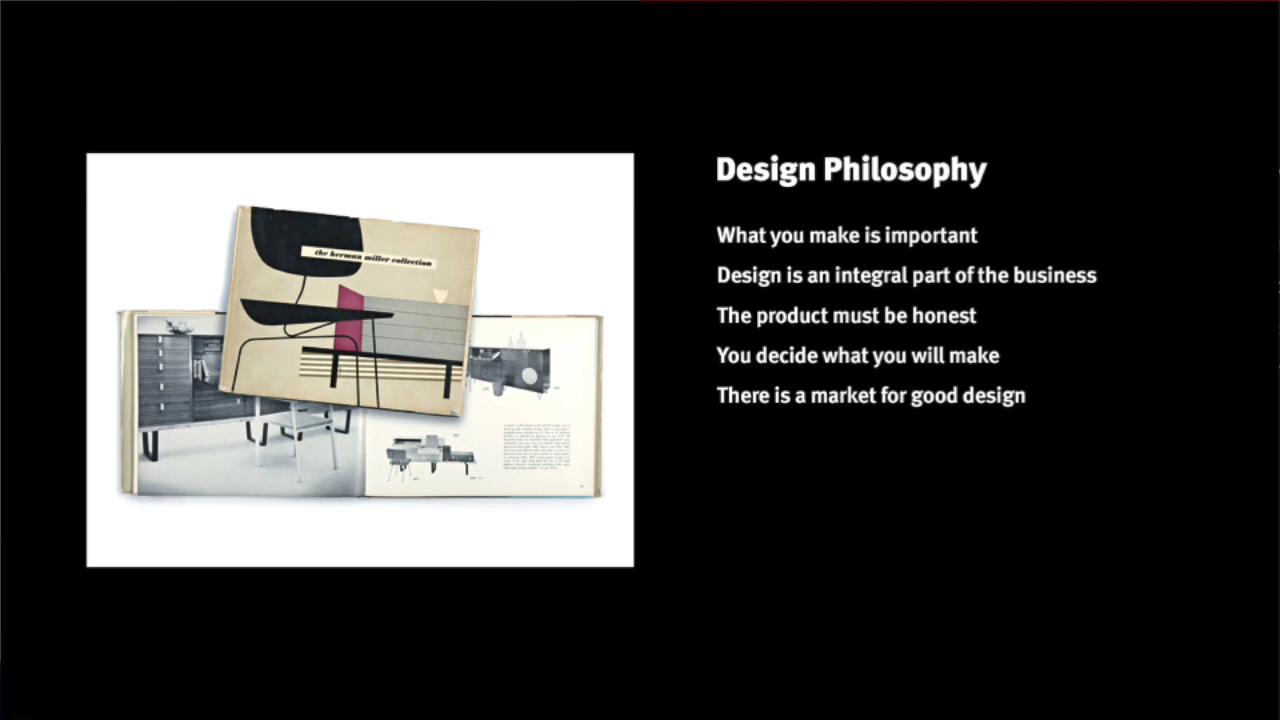 the herman miller collection
Design Philosophy
What you make is important
Design is an integral part of the business
The product must be honest
You decide what you will make
There is a market for good design